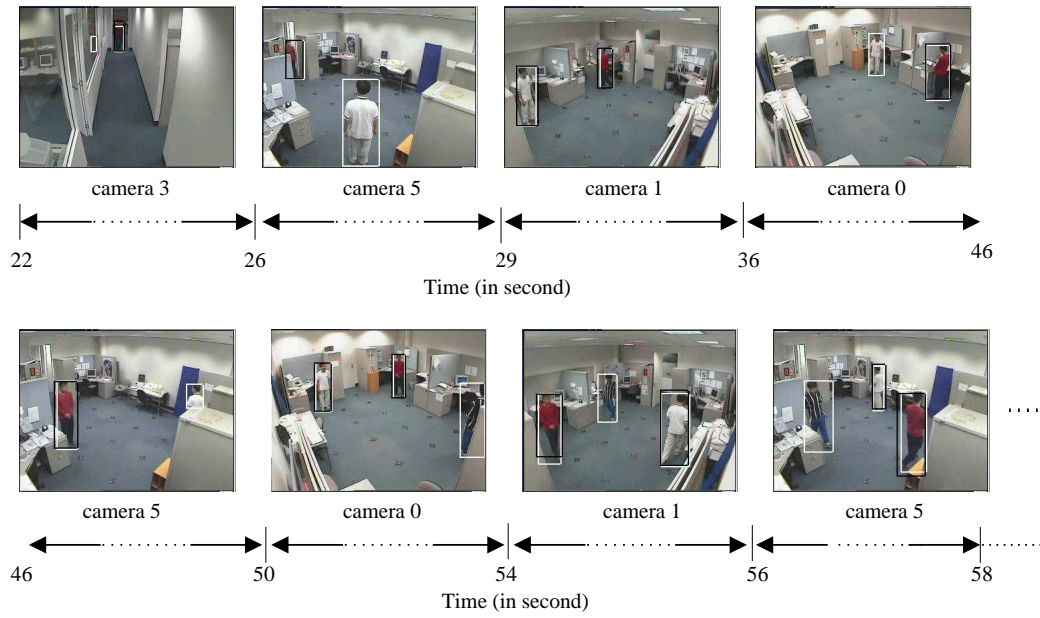 camera 3 camera 5 camera 1 camera 0
22 26 29 36 46
Time (in second)
camera 5 camera 0 camera 1 camera 5
46 50 54 56 58
Time (in second)